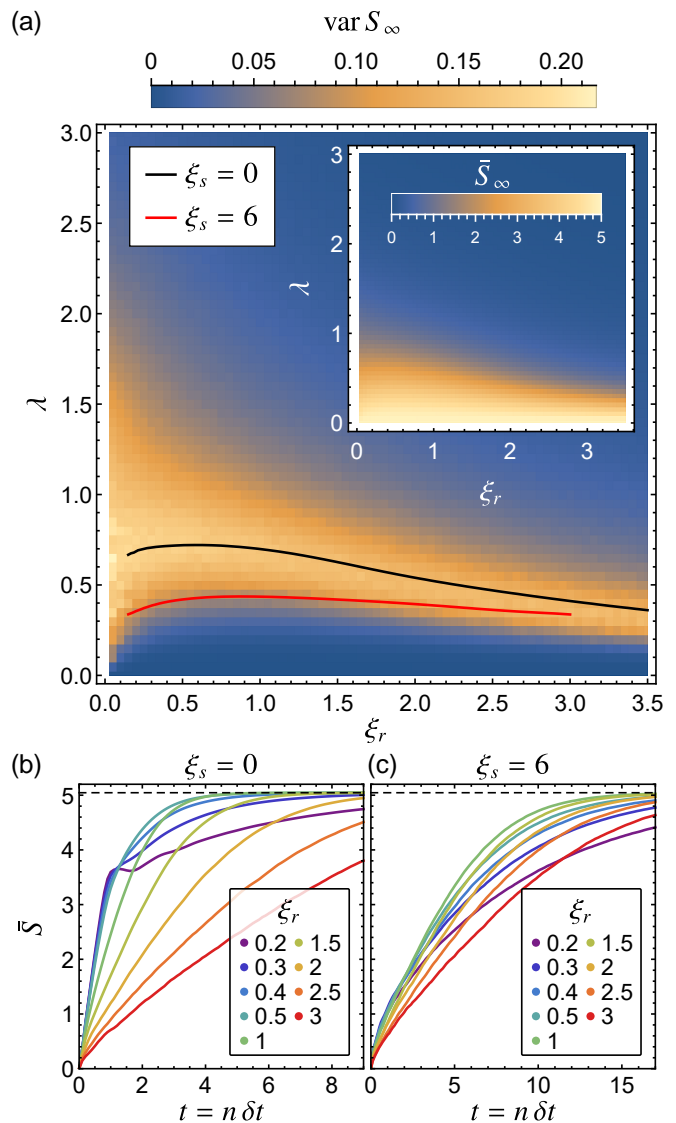 (a)
var S∞
0 0.05 0.10 0.15 0.20
3.0
2.5
2.0
1.5
1.0
0.5
0.0
λ
ξs = 0
ξs = 6
3
2
1
0
λ
S̄∞
0 1 2 3 4 5
0 1 2 3
ξr
0.0 0.5 1.0 1.5 2.0 2.5 3.0 3.5
ξr
(b) ξs = 0
5
4
3
2
1
0
S̄
ξr
0.2 1.5
0.3 2
0.4 2.5
0.5 3
1
0 2 4 6 8
t = n δt
(c) ξs = 6
ξr
0.2 1.5
0.3 2
0.4 2.5
0.5 3
1
0 5 10 15
t = n δt